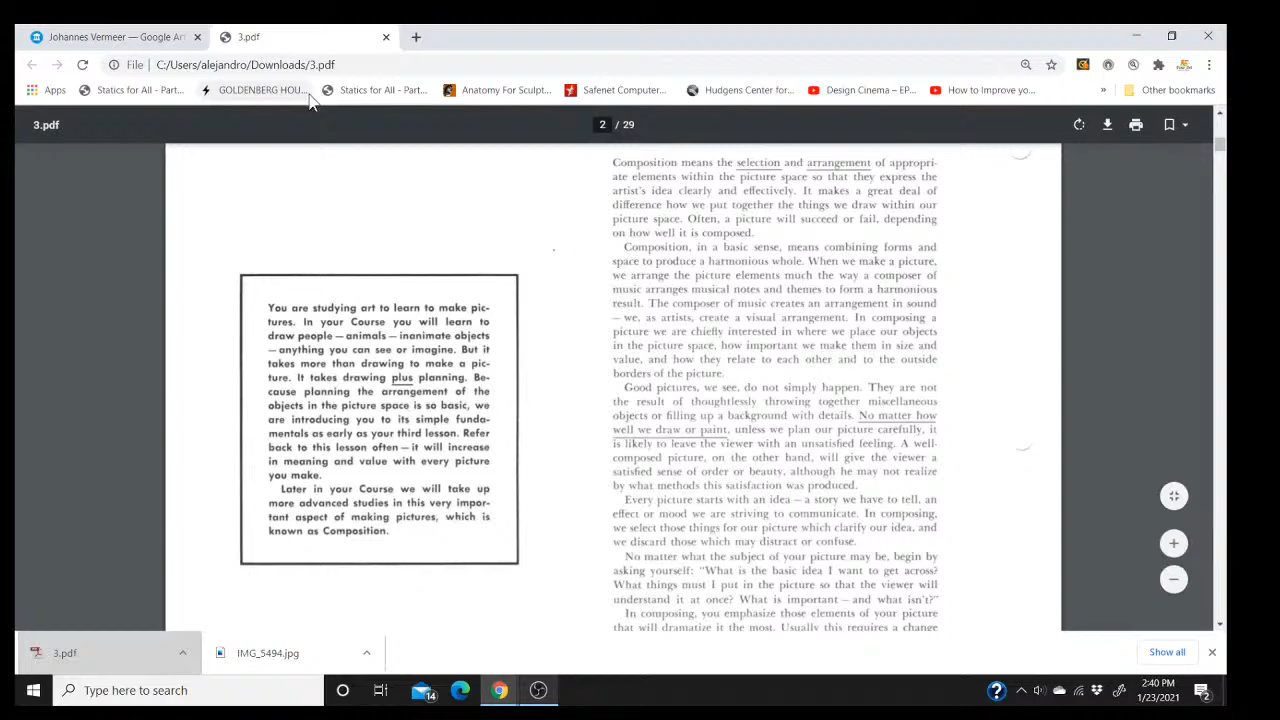 Johannes Vermeer — Google Art
3.pdf
File
C:/Users/alejandro/Downloads/3.pdf
Apps
Statics for All - Part...
GOLDENBERG HOU...
Statics for All - Part...
Anatomy For Sculpt...
Safenet Computer...
Hudgens Center for...
Design Cinema – EP...
How to Improve yo...
»
Other bookmarks
3.pdf
2 / 29
You are studying art to learn to make pic-
tures. In your Course you will learn to
draw people — animals — inanimate objects
— anything you can see or imagine. But it
takes more than drawing to make a pic-
ture. It takes drawing plus planning. Be-
cause planning the arrangement of the
objects in the picture space is so basic, we
are introducing you to its simple funda-
mentals as early as your third lesson. Refer
back to this lesson often — it will increase
in meaning and value with every picture
you make.
Later in your Course we will take up
more advanced studies in this very impor-
tant aspect of making pictures, which is
known as Composition.
Composition means the selection and arrangement of appropri-
ate elements within the picture space so that they express the
artist's idea clearly and effectively. It makes a great deal of
difference how we put together the things we draw within our
picture space. Often, a picture will succeed or fail, depending
on how well it is composed.
Composition, in a basic sense, means combining forms and
space to produce a harmonious whole. When we make a picture,
we arrange the picture elements much the way a composer of
music arranges musical notes and themes to form a harmonious
result. The composer of music creates an arrangement in sound
— we, as artists, create a visual arrangement. In composing a
picture we are chiefly interested in where we place our objects
in the picture space, how important we make them in size and
value, and how they relate to each other and to the outside
borders of the picture.
Good pictures, we see, do not simply happen. They are not
the result of thoughtlessly throwing together miscellaneous
objects or filling up a background with details. No matter how
well we draw or paint, unless we plan our picture carefully, it
is likely to leave the viewer with an unsatisfied feeling. A well-
composed picture, on the other hand, will give the viewer a
satisfied sense of order or beauty, although he may not realize
by what methods this satisfaction was produced.
Every picture starts with an idea — a story we have to tell, an
effect or mood we are striving to communicate. In composing,
we select those things for our picture which clarify our idea, and
we discard those which may distract or confuse.
No matter what the subject of your picture may be, begin by
asking yourself: "What is the basic idea I want to get across?
What things must I put in the picture so that the viewer will
understand it at once? What is important — and what isn't?"
In composing, you emphasize those elements of your picture
that will dramatize it the most. Usually this requires a change
3.pdf
IMG_5494.jpg
Show all
Type here to search
14
2:40 PM
1/23/2021
2